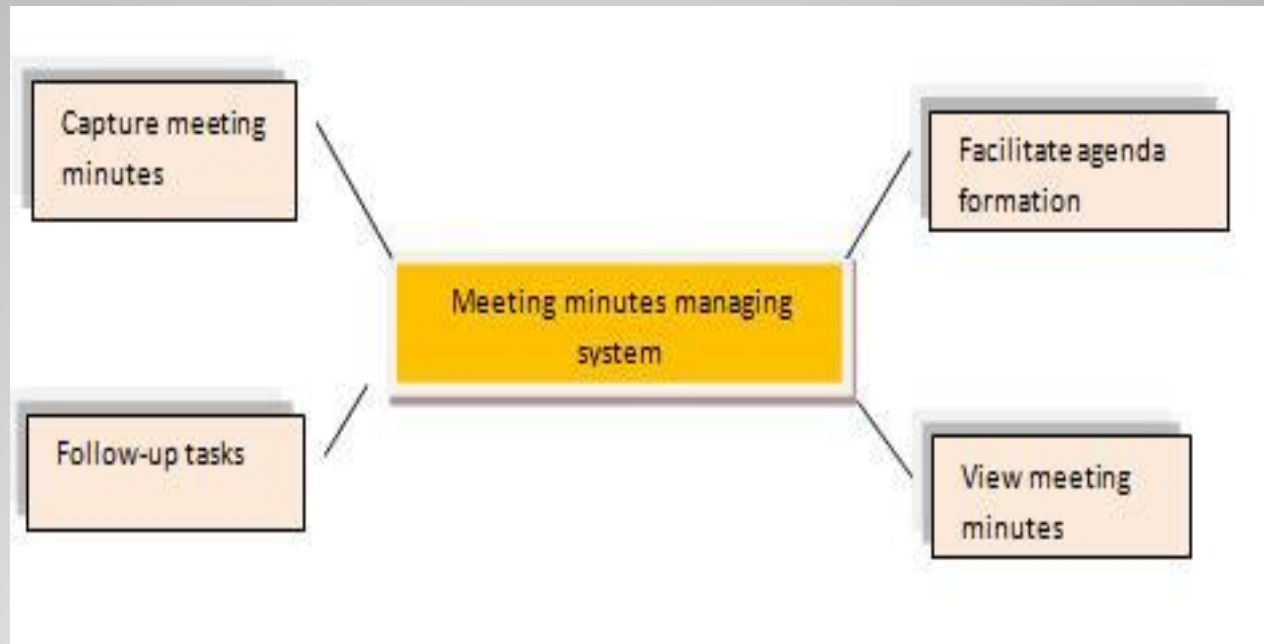 Capture meeting
minutes
Facilitate agenda
formation
Meeting minutes managing
system
Follow-up tasks
View meeting
minutes